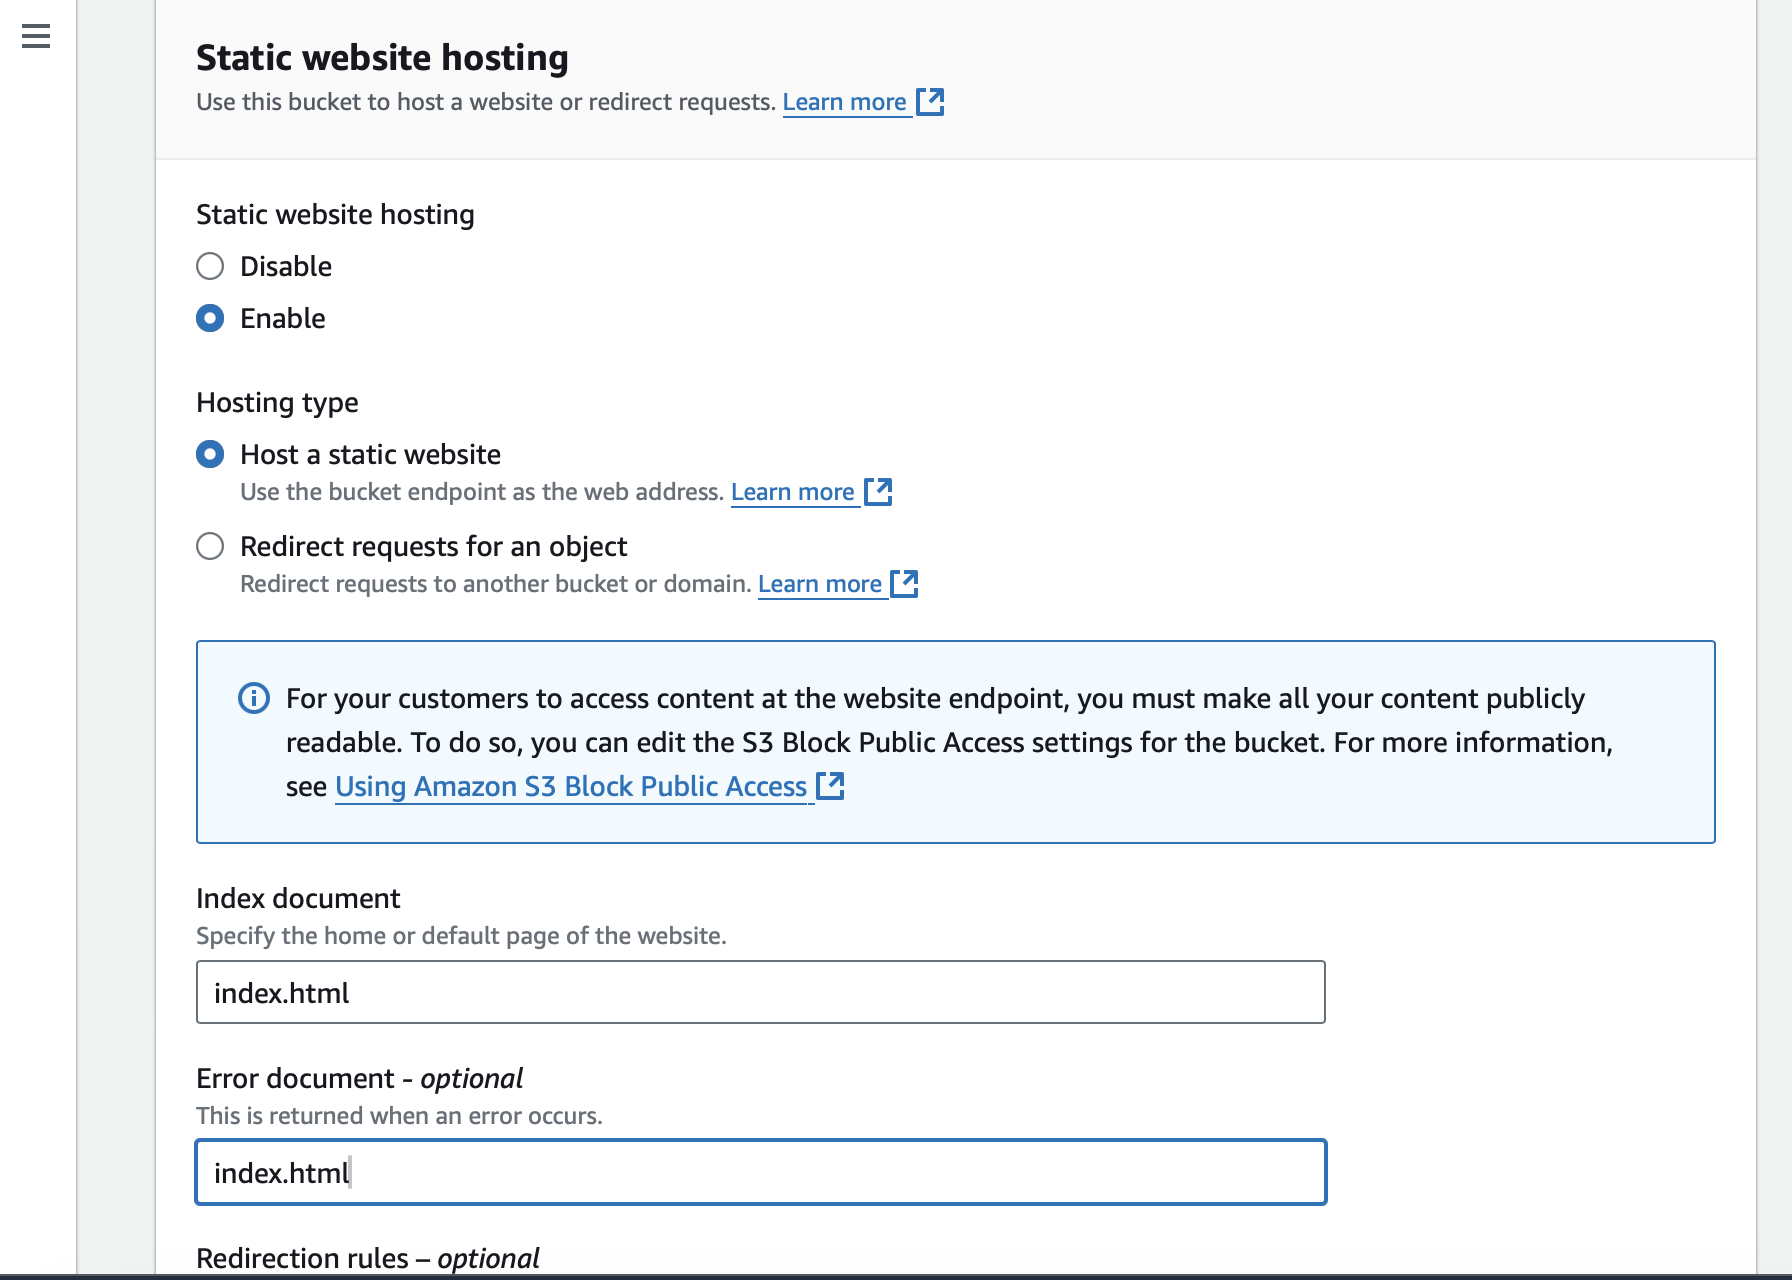 Static website hosting
Use this bucket to host a website or redirect requests. Learn more
Static website hosting
Disable
Enable
Hosting type
Host a static website
Use the bucket endpoint as the web address. Learn more
Redirect requests for an object
Redirect requests to another bucket or domain. Learn more
For your customers to access content at the website endpoint, you must make all your content publicly
readable. To do so, you can edit the S3 Block Public Access settings for the bucket. For more information,
see Using Amazon S3 Block Public Access
Index document
Specify the home or default page of the website.
index.html
Error document - optional
This is returned when an error occurs.
index.html
Redirection rules – optional